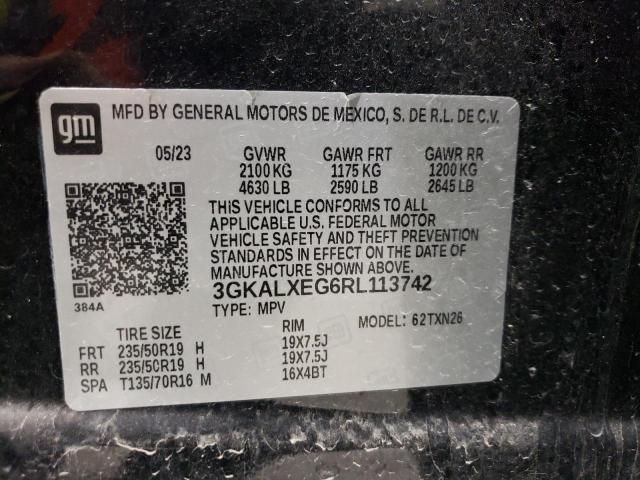 gm MFD BY GENERAL MOTORS DE MEXICO, S. DE R.L. DE C.V.
05/23 GVWR GAWR FRT GAWR RR
2100 KG 1175 KG 1200 KG
4630 LB 2590 LB 2645 LB
THIS VEHICLE CONFORMS TO ALL
APPLICABLE U.S. FEDERAL MOTOR
VEHICLE SAFETY AND THEFT PREVENTION
STANDARDS IN EFFECT ON THE DATE OF
MANUFACTURE SHOWN ABOVE.
384A
3GKALXEG6RL113742
TYPE: MPV MODEL: 62TXN26
TIRE SIZE RIM
FRT 235/50R19 H 19X7.5J
RR 235/50R19 H 19X7.5J
SPA T135/70R16 M 16X4BT